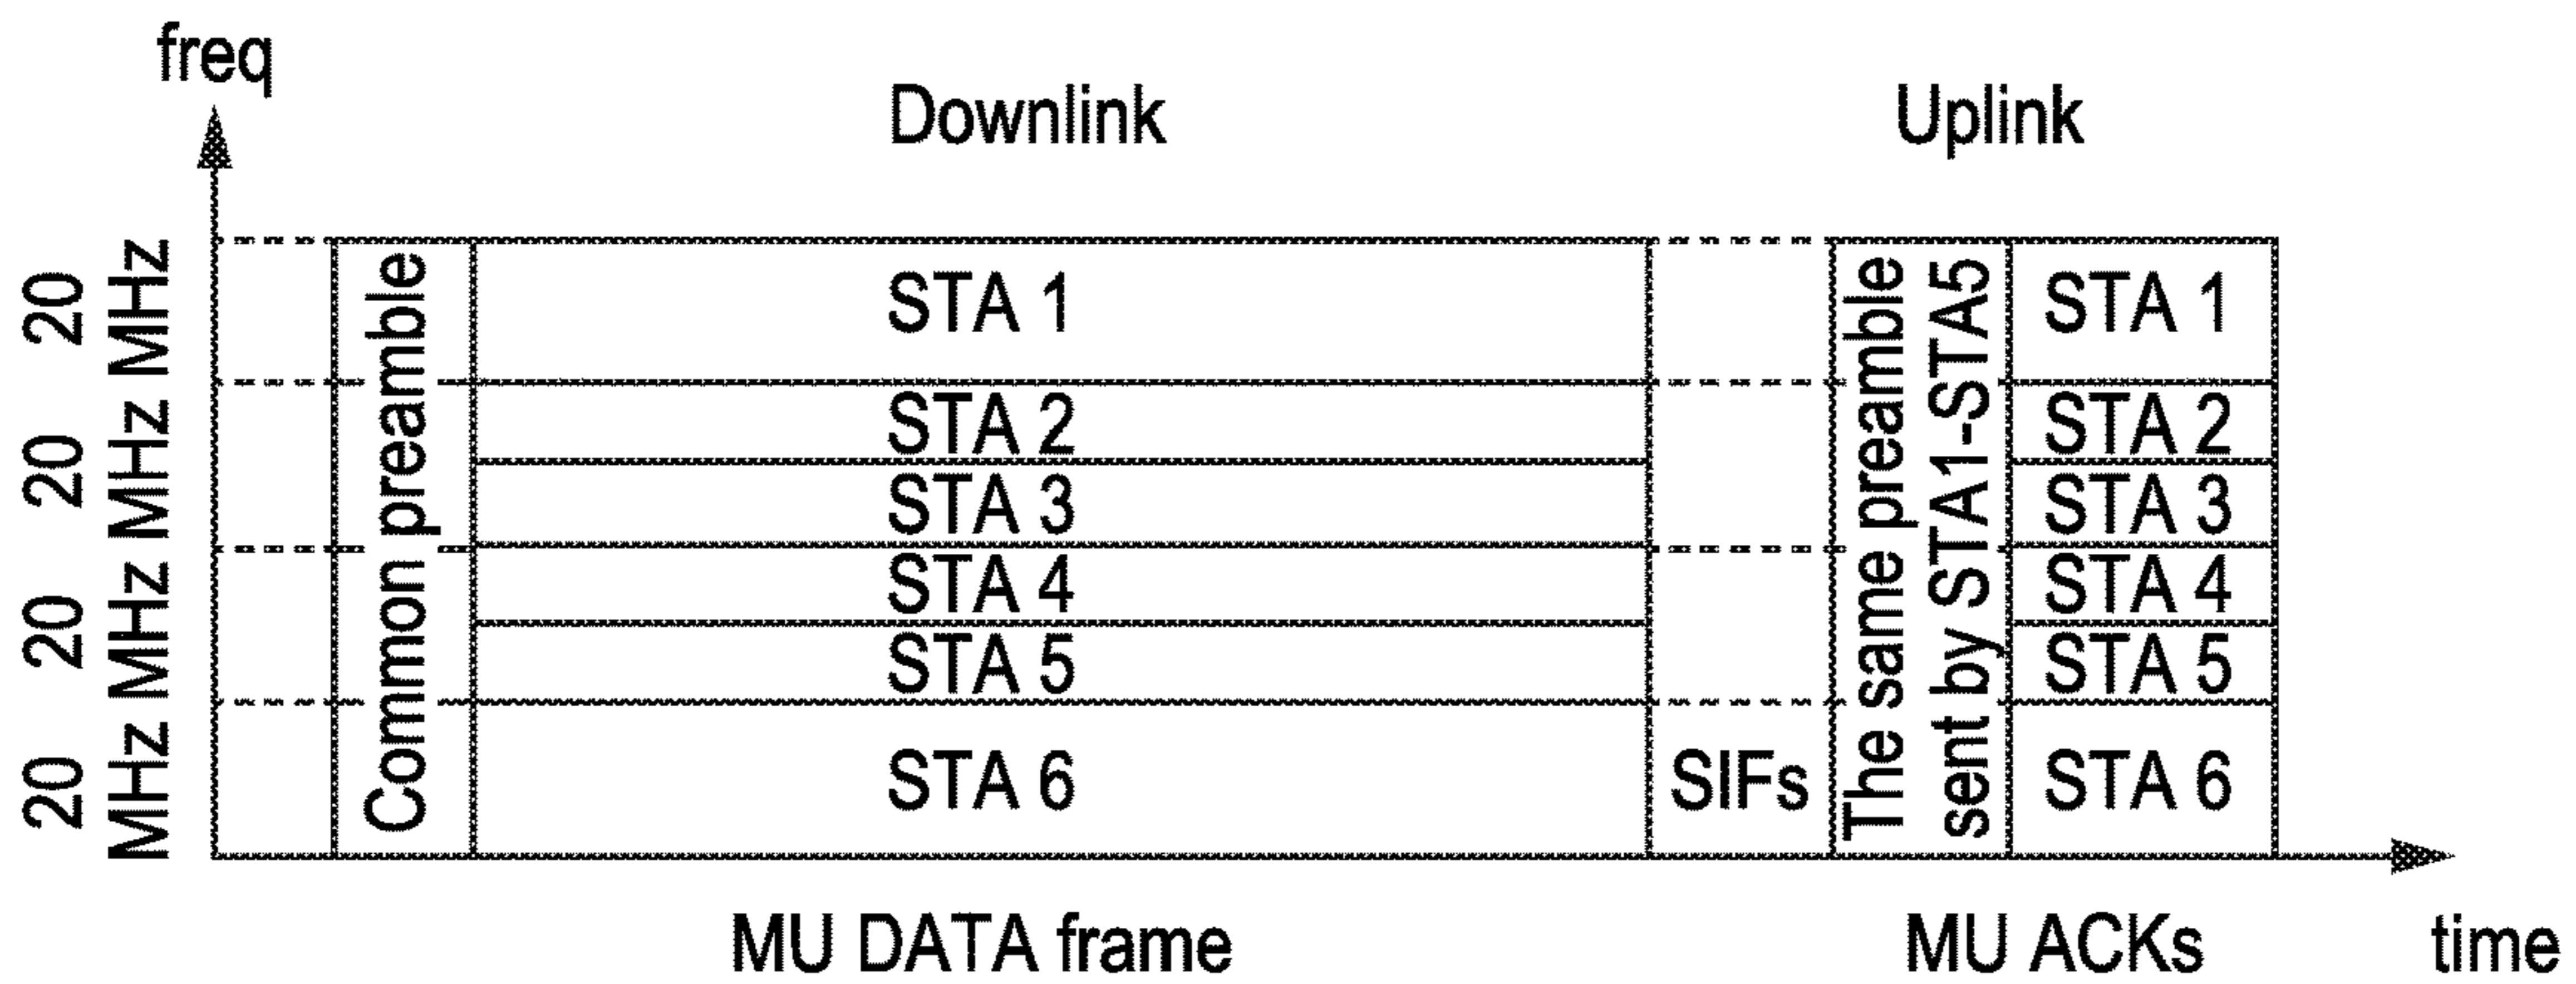 freq
Downlink
Uplink
20
MHz
20
MHz
20
MHz
20
MHz
Common preamble
STA 1
STA 2
STA 3
STA 4
STA 5
STA 6
SIFs
The same preamble
sent by STA1-STA5
STA 1
STA 2
STA 3
STA 4
STA 5
STA 6
MU DATA frame
MU ACKs
time